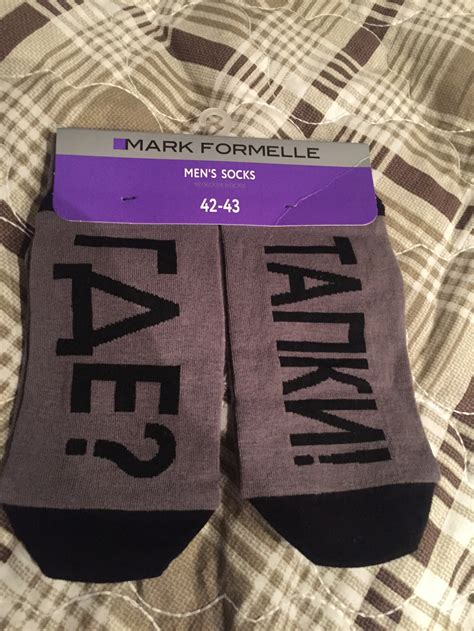 MARK FORMELLE
MEN'S SOCKS
42-43
ГДЕ?
ТАПКИ!